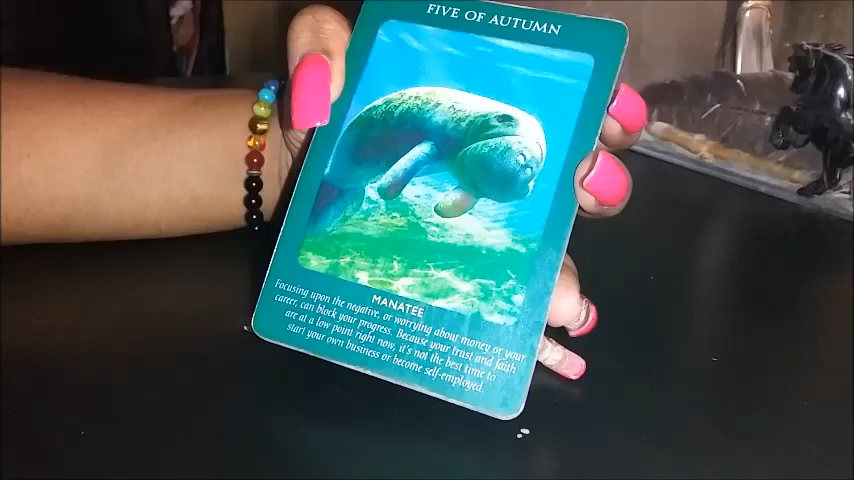 FIVE OF AUTUMN
MANATEE
Focusing upon the negative, or worrying about money or your
career, can block your progress. Because your trust and faith
are at a low point right now, it's not the best time to
start your own business or become self-employed.